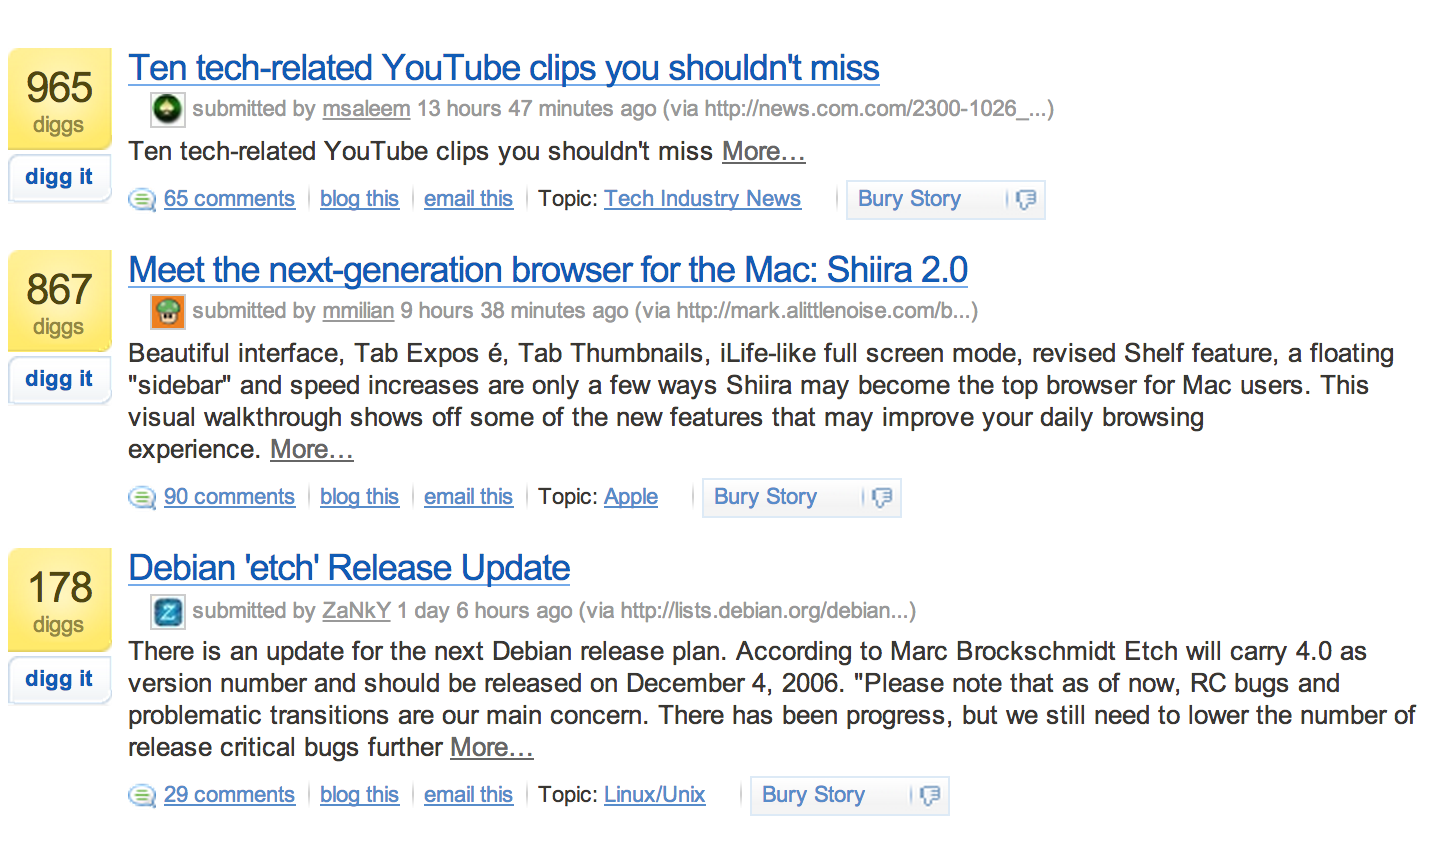 965
diggs
digg it
Ten tech-related YouTube clips you shouldn't miss
submitted by msaleem 13 hours 47 minutes ago (via http://news.com.com/2300-1026_...)
Ten tech-related YouTube clips you shouldn't miss More...
65 comments blog this email this Topic: Tech Industry News Bury Story
867
diggs
digg it
Meet the next-generation browser for the Mac: Shiira 2.0
submitted by mmilian 9 hours 38 minutes ago (via http://mark.alittlenoise.com/b...)
Beautiful interface, Tab Expos é, Tab Thumbnails, iLife-like full screen mode, revised Shelf feature, a floating
"sidebar" and speed increases are only a few ways Shiira may become the top browser for Mac users. This
visual walkthrough shows off some of the new features that may improve your daily browsing
experience. More...
90 comments blog this email this Topic: Apple Bury Story
178
diggs
digg it
Debian 'etch' Release Update
submitted by ZaNkY 1 day 6 hours ago (via http://lists.debian.org/debian...)
There is an update for the next Debian release plan. According to Marc Brockschmidt Etch will carry 4.0 as
version number and should be released on December 4, 2006. "Please note that as of now, RC bugs and
problematic transitions are our main concern. There has been progress, but we still need to lower the number of
release critical bugs further More...
29 comments blog this email this Topic: Linux/Unix Bury Story